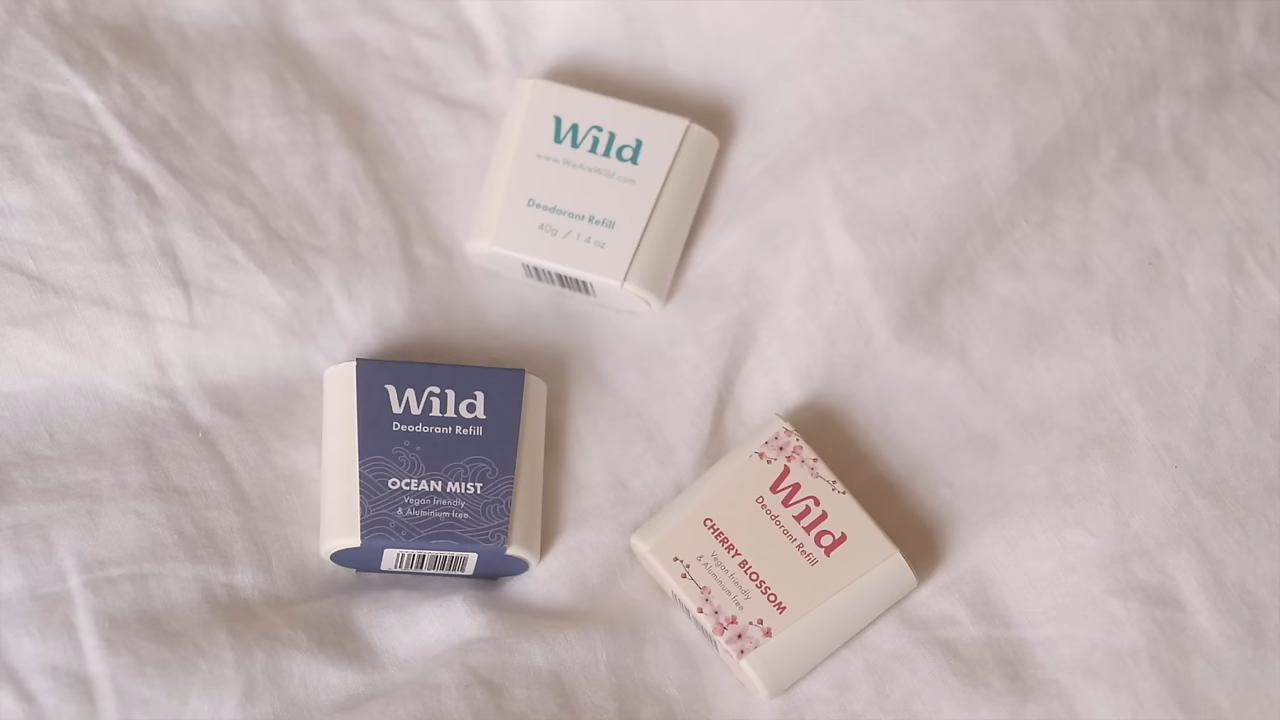 Wild
www.WeAreWild.com
Deodorant Refill
40g / 1.4 oz
Wild
Deodorant Refill
OCEAN MIST
Vegan friendly
& Aluminium free
Wild
Deodorant Refill
CHERRY BLOSSOM
Vegan friendly
& Aluminium free